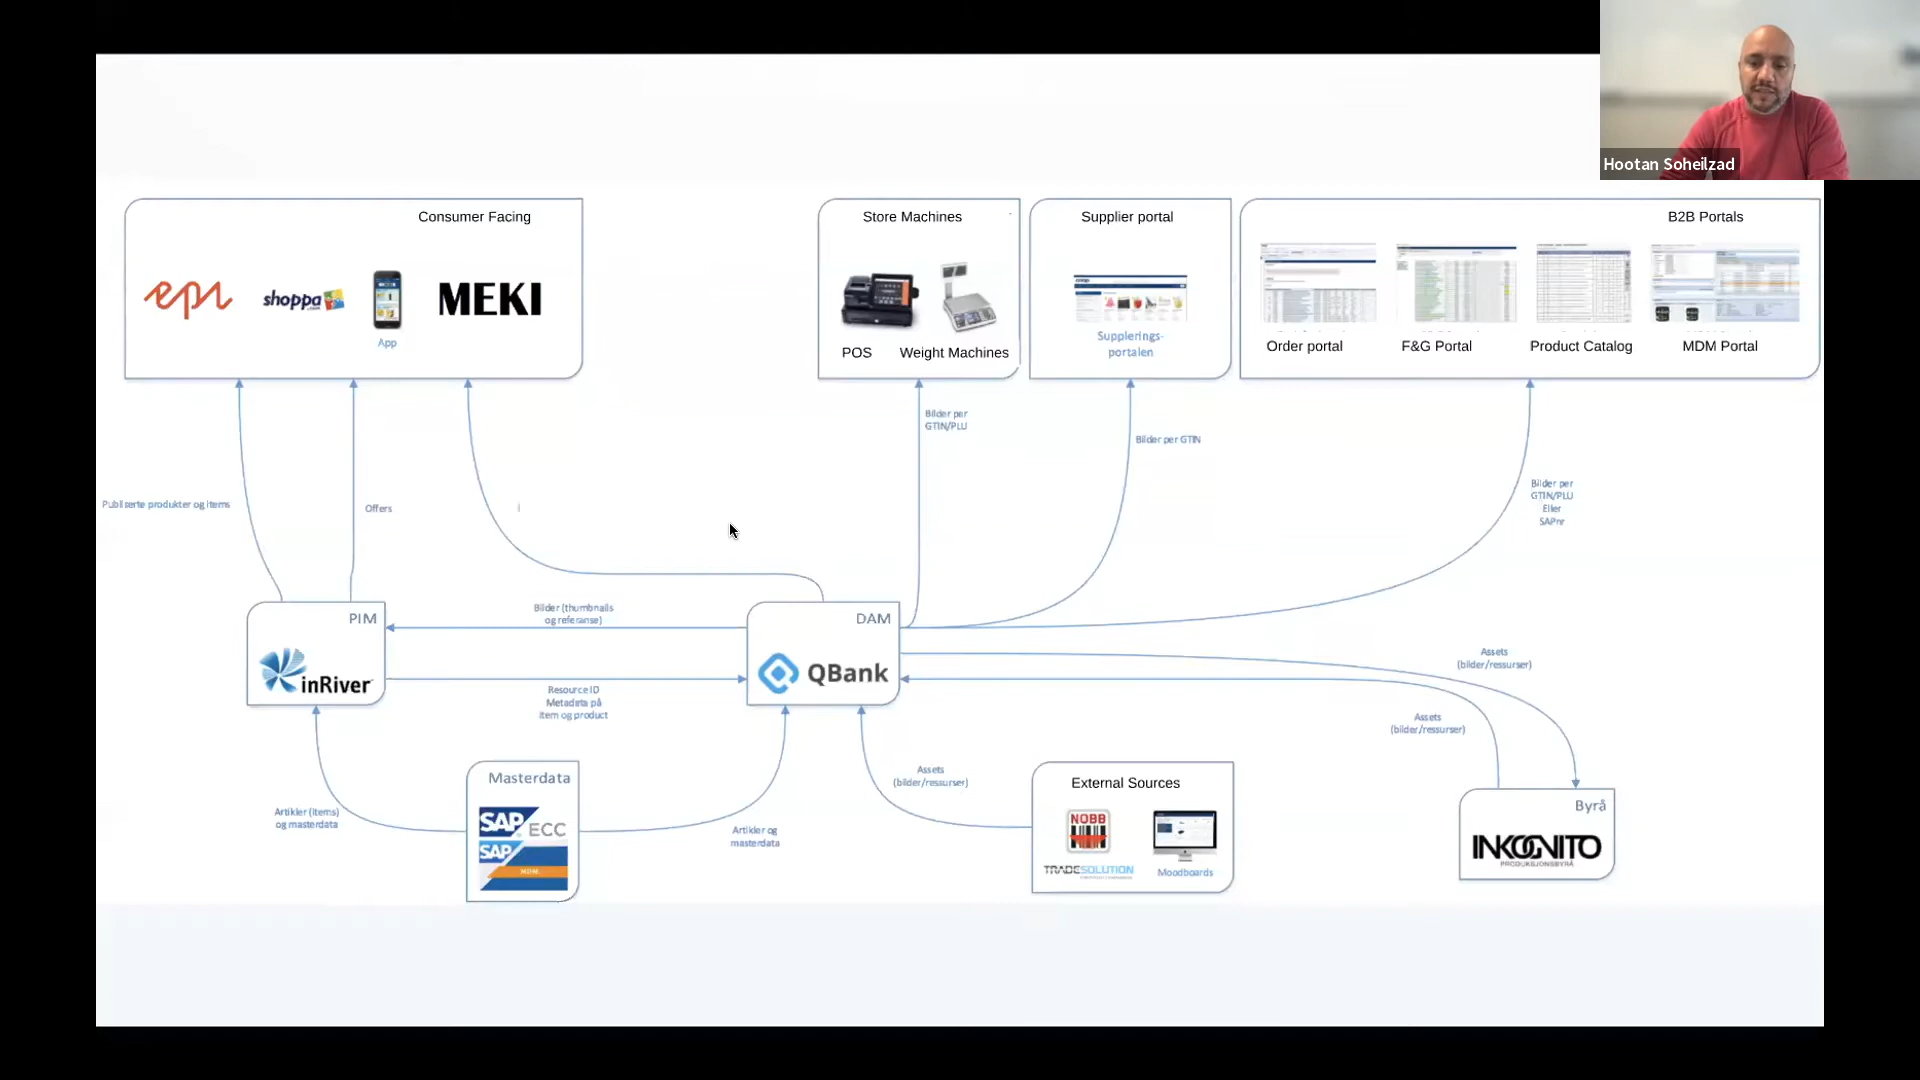 Hootan Soheilzad
Consumer Facing
epi
shoppa
App
MEKI
Store Machines
POS
Weight Machines
Supplier portal
Supplerings-
portalen
B2B Portals
Order portal
F&G Portal
Product Catalog
MDM Portal
Bilder per
GTIN/PLU
Bilder per GTIN
Bilder per
GTIN/PLU
Eller
SAPnr
Publiserte produkter og items
Offers
PIM
inRiver
Bilder (thumbnails
og referanse)
Resource ID
Metadata på
item og product
DAM
QBank
Assets
(bilder/ressurser)
Assets
(bilder/ressurser)
Artikler (Items)
og masterdata
Masterdata
SAP ECC
SAP
MDM
Artikler og
masterdata
Assets
(bilder/ressurser)
External Sources
NOBB
TRADESOLUTION
Moodboards
Byrå
INKOGNITO
PRODUKSJONSBYRÅ